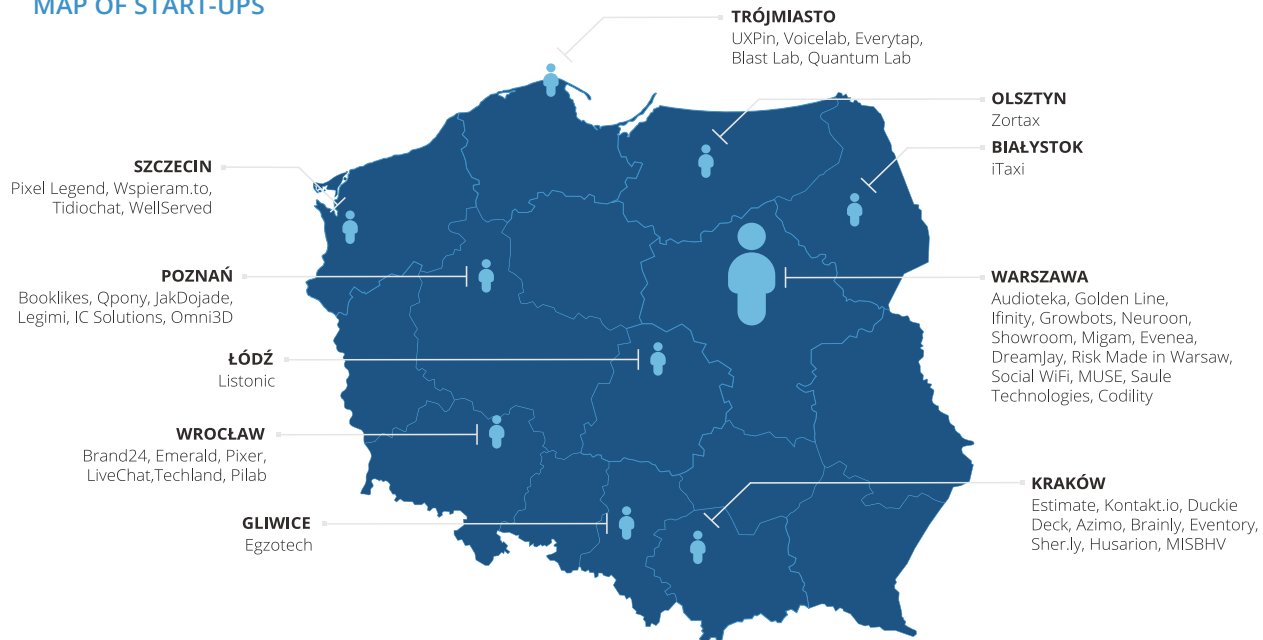 MAP OF START-UPS
TRÓJMIASTO
UXPin, Voicelab, Everytap,
Blast Lab, Quantum Lab
OLSZTYN
Zortax
BIAŁYSTOK
iTaxi
SZCZECIN
Pixel Legend, Wspieram.to,
Tidiochat, WellServed
POZNAŃ
Booklikes, Qpony, JakDojade,
Legimi, IC Solutions, Omni3D
WARSZAWA
Audioteka, Golden Line,
Ifinity, Growbots, Neuroon,
Showroom, Migam, Evenea,
DreamJay, Risk Made in Warsaw,
Social WiFi, MUSE, Saule
Technologies, Codility
ŁÓDŹ
Listonic
WROCŁAW
Brand24, Emerald, Pixer,
LiveChat,Techland, Pilab
KRAKÓW
Estimate, Kontakt.io, Duckie
Deck, Azimo, Brainly, Eventory,
Sher.ly, Husarion, MISBHV
GLIWICE
Egzotech